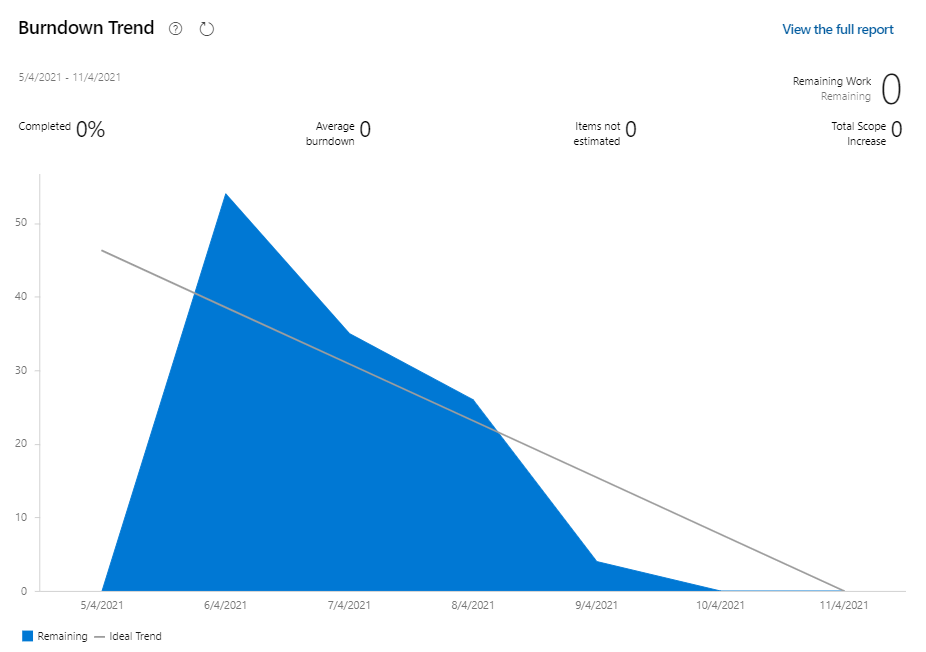 Burndown Trend
View the full report
5/4/2021 - 11/4/2021
Remaining Work
Remaining
0
Completed 0%
Average
burndown
0
Items not
estimated
0
Total Scope
Increase
0
50
40
30
20
10
0
5/4/2021 6/4/2021 7/4/2021 8/4/2021 9/4/2021 10/4/2021 11/4/2021
Remaining Ideal Trend